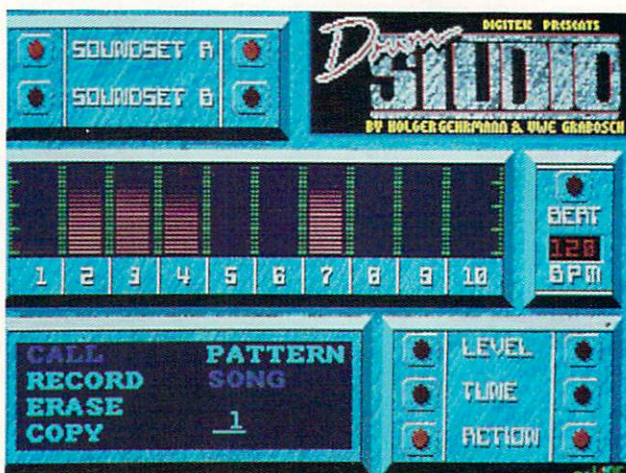 DIGITEK PRESENTS
Drum
STUDIO
BY HOLGER GEHRMANN & UWE GRABOSCH
SOUNDSET A
SOUNDSET B
1 2 3 4 5 6 7 8 9 10
BEAT
120
BPM
CALL PATTERN
RECORD SONG
ERASE
COPY 1
LEVEL
TUNE
ACTION